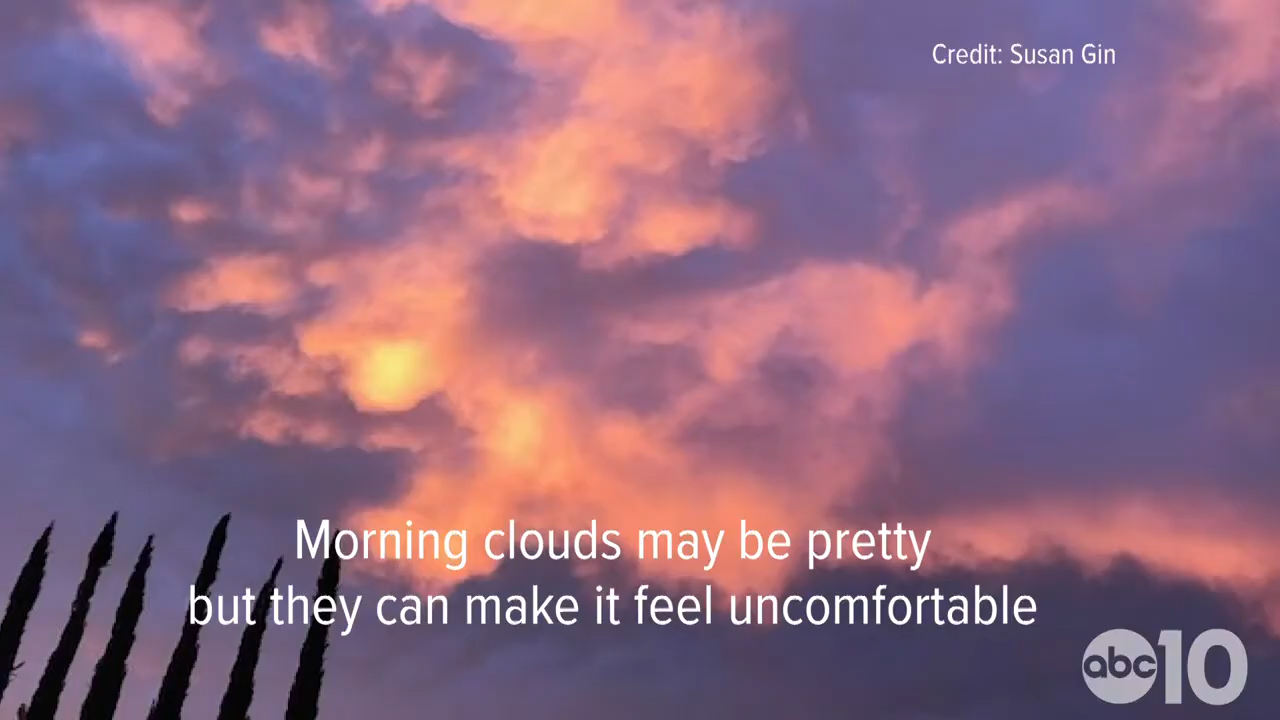 Credit: Susan Gin
Morning clouds may be pretty
but they can make it feel uncomfortable
abc10